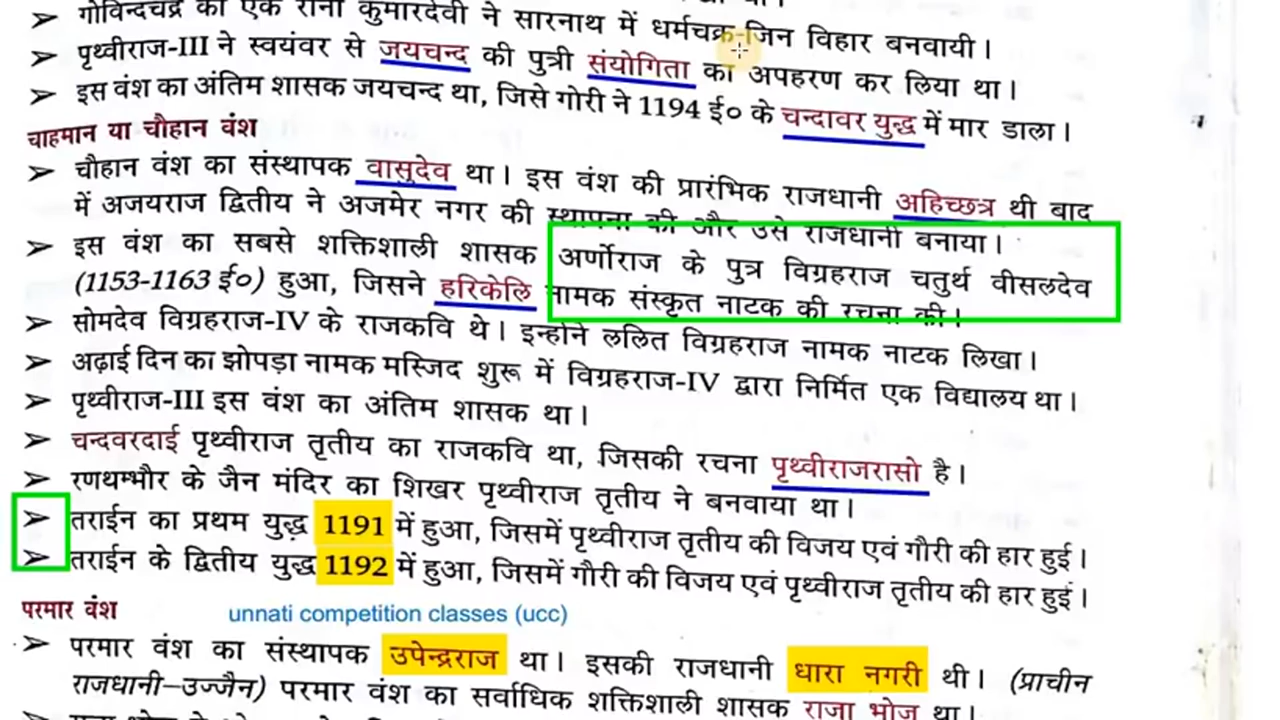 गोविन्दचंद्र की एक रानी कुमारदेवी ने सारनाथ में धर्मचक्र-जिन विहार बनवायी।
➤ पृथ्वीराज-III ने स्वयंवर से जयचन्द की पुत्री संयोगिता का अपहरण कर लिया था।
➤ इस वंश का अंतिम शासक जयचन्द था, जिसे गोरी ने 1194 ई० के चन्दावर युद्ध में मार डाला।
चाहमान या चौहान वंश
➤ चौहान वंश का संस्थापक वासुदेव था। इस वंश की प्रारंभिक राजधानी अहिच्छत्र थी बाद
में अजयराज द्वितीय ने अजमेर नगर की स्थापना की और उसे राजधानी बनाया।
➤ इस वंश का सबसे शक्तिशाली शासक अर्णोराज के पुत्र विग्रहराज चतुर्थ वीसलदेव
(1153-1163 ई०) हुआ, जिसने हरिकेलि नामक संस्कृत नाटक की रचना की।
➤ सोमदेव विग्रहराज-IV के राजकवि थे। इन्होंने ललित विग्रहराज नामक नाटक लिखा।
➤ अढ़ाई दिन का झोपड़ा नामक मस्जिद शुरू में विग्रहराज-IV द्वारा निर्मित एक विद्यालय था।
➤ पृथ्वीराज-III इस वंश का अंतिम शासक था।
➤ चन्दवरदाई पृथ्वीराज तृतीय का राजकवि था, जिसकी रचना पृथ्वीराजरासो है।
➤ रणथम्भौर के जैन मंदिर का शिखर पृथ्वीराज तृतीय ने बनवाया था।
➤ तराईन का प्रथम युद्ध 1191 में हुआ, जिसमें पृथ्वीराज तृतीय की विजय एवं गौरी की हार हुई।
➤ तराईन के द्वितीय युद्ध 1192 में हुआ, जिसमें गौरी की विजय एवं पृथ्वीराज तृतीय की हार हुई।
परमार वंश
unnati competition classes (ucc)
➤ परमार वंश का संस्थापक उपेन्द्रराज था। इसकी राजधानी धारा नगरी थी। (प्राचीन
राजधानी–उज्जैन) परमार वंश का सर्वाधिक शक्तिशाली शासक राजा भोज था।